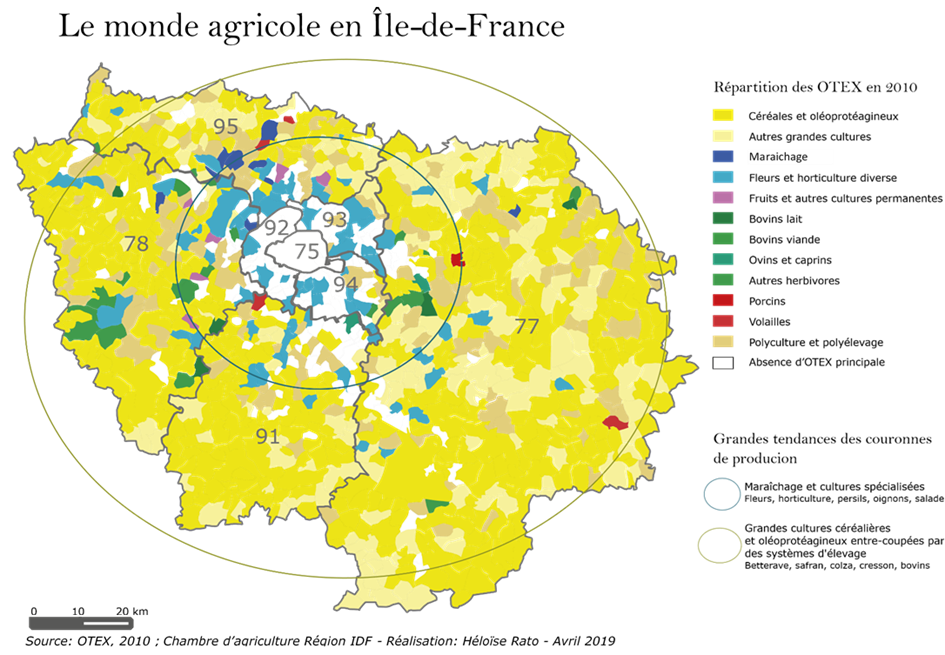 Le monde agricole en Île-de-France
Répartition des OTEX en 2010
Céréales et oléoprotéagineux
Autres grandes cultures
Maraichage
Fleurs et horticulture diverse
Fruits et autres cultures permanentes
Bovins lait
Bovins viande
Ovins et caprins
Autres herbivores
Porcins
Volailles
Polyculture et polyélevage
Absence d'OTEX principale
95
78
92
93
75
94
77
91
Grandes tendances des couronnes
de producion
Maraîchage et cultures spécialisées
Fleurs, horticulture, persils, oignons, salade
Grandes cultures céréalières
et oléoprotéagineux entre-coupées par
des systèmes d'élevage
Betterave, safran, colza, cresson, bovins
0 10 20 km
Source: OTEX, 2010 ; Chambre d'agriculture Région IDF - Réalisation: Héloïse Rato - Avril 2019